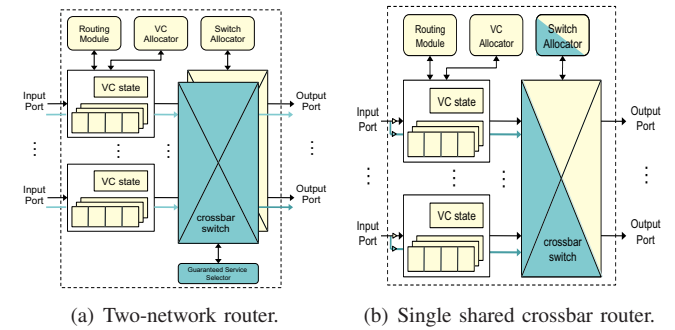 Routing
Module
VC
Allocator
Switch
Allocator
VC state
Input
Port
Output
Port
VC state
Input
Port
Output
Port
crossbar
switch
Guaranteed Service
Selector
(a) Two-network router.
Routing
Module
VC
Allocator
Switch
Allocator
VC state
Input
Port
Output
Port
VC state
Input
Port
Output
Port
crossbar
switch
(b) Single shared crossbar router.